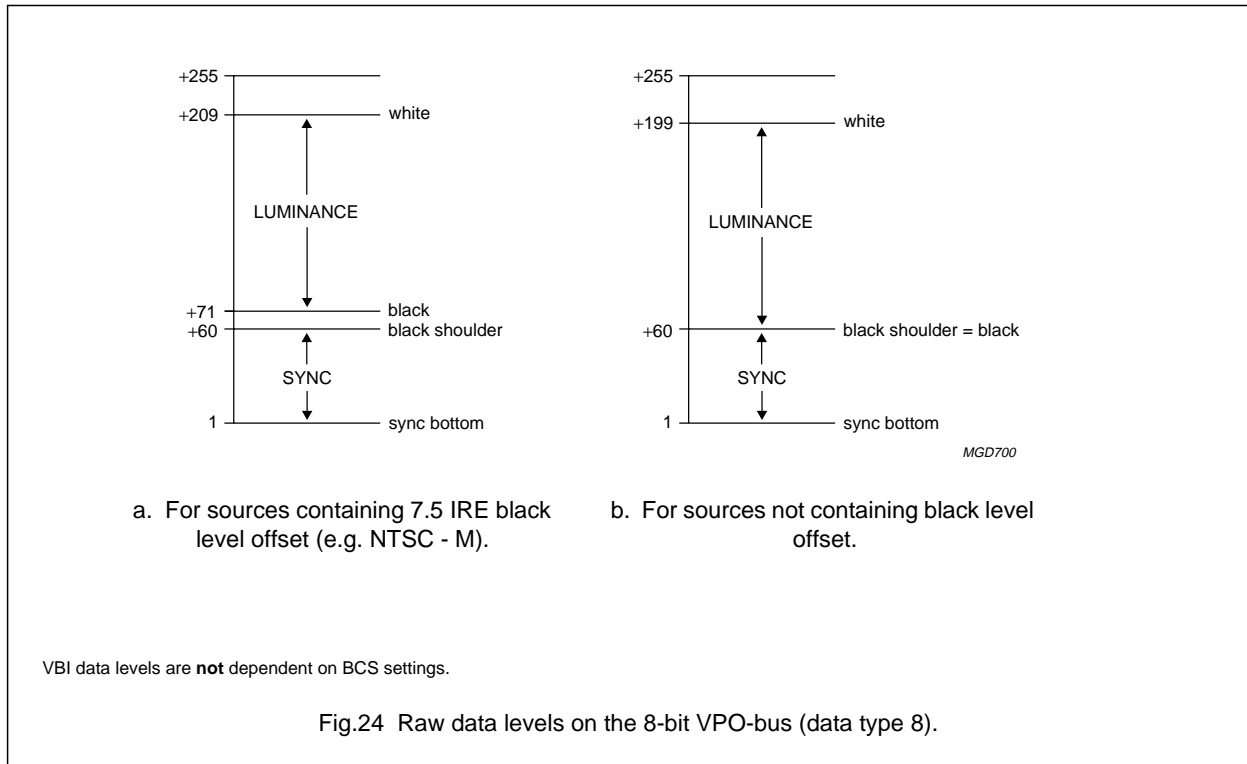 +255
+209
white
LUMINANCE
+71
black
+60
black shoulder
SYNC
1
sync bottom
+255
+199
white
LUMINANCE
+60
black shoulder = black
SYNC
1
sync bottom
MGD700
a. For sources containing 7.5 IRE black
level offset (e.g. NTSC - M).
b. For sources not containing black level
offset.
VBI data levels are not dependent on BCS settings.
Fig.24 Raw data levels on the 8-bit VPO-bus (data type 8).